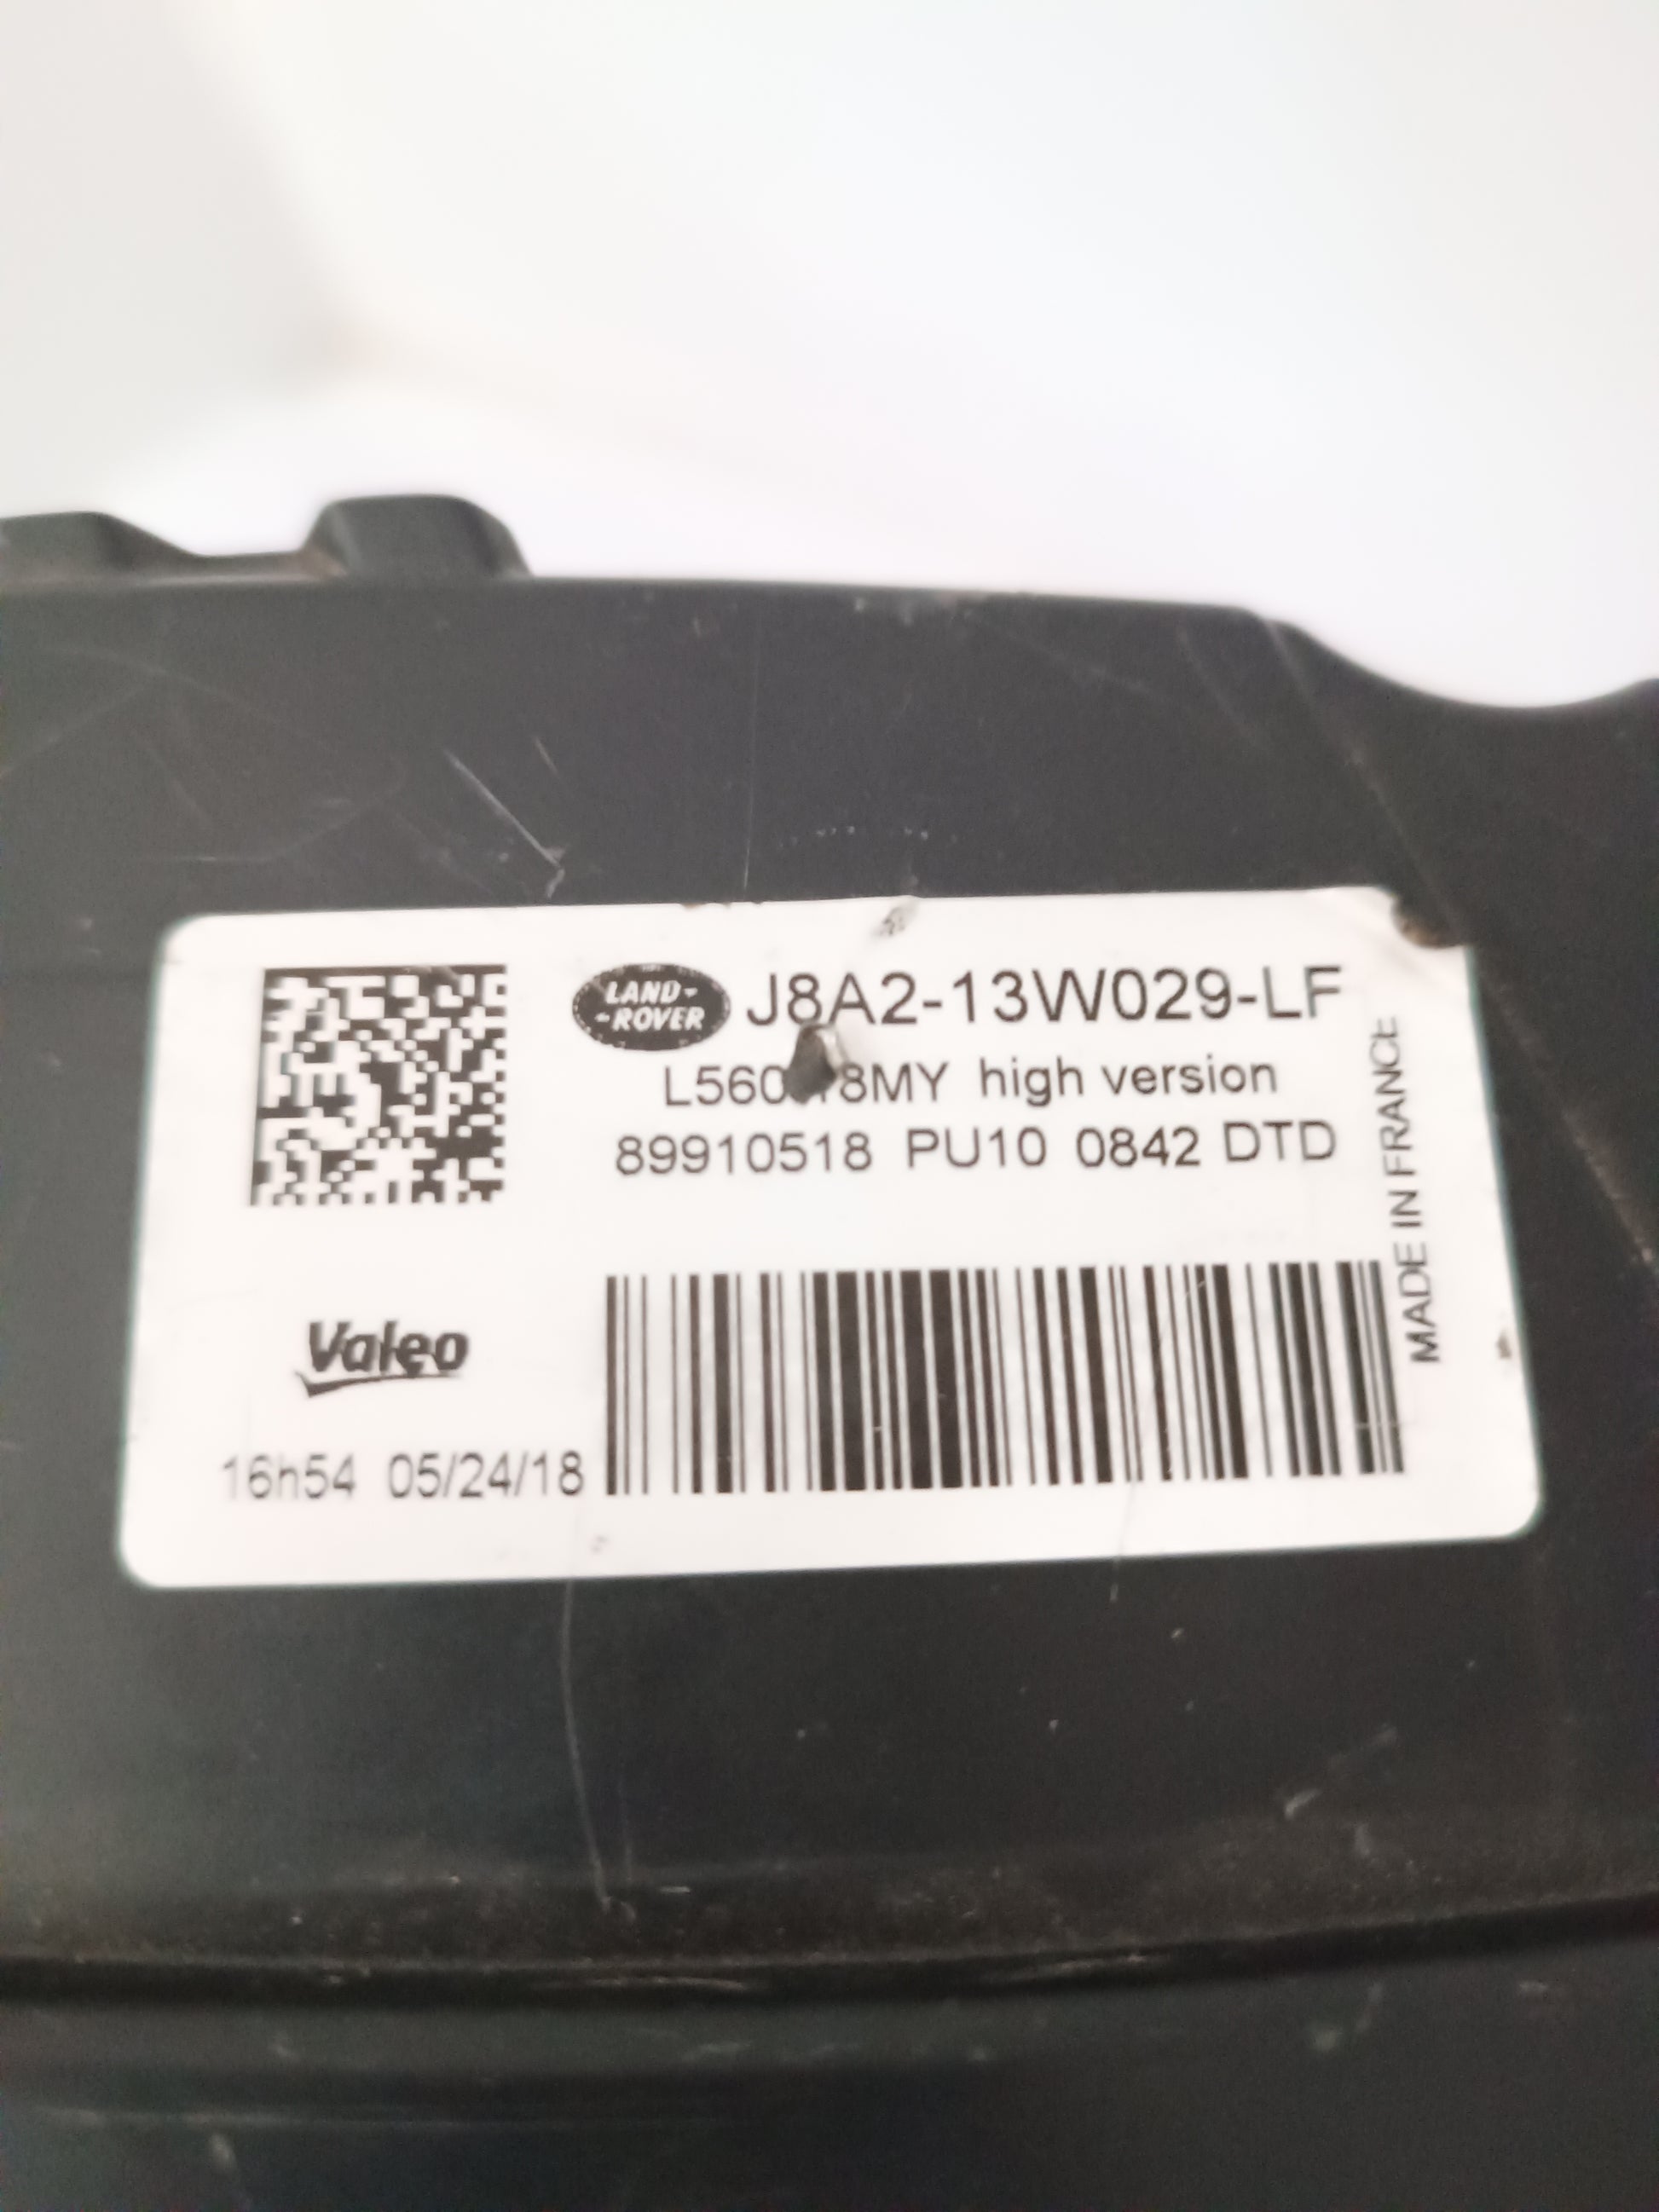 LAND-
-ROVER
J8A2-13W029-LF
8MY high version
89910518 PU10 0842 DTD
MADE IN FRANCE
Valeo
16h54 05/24/18